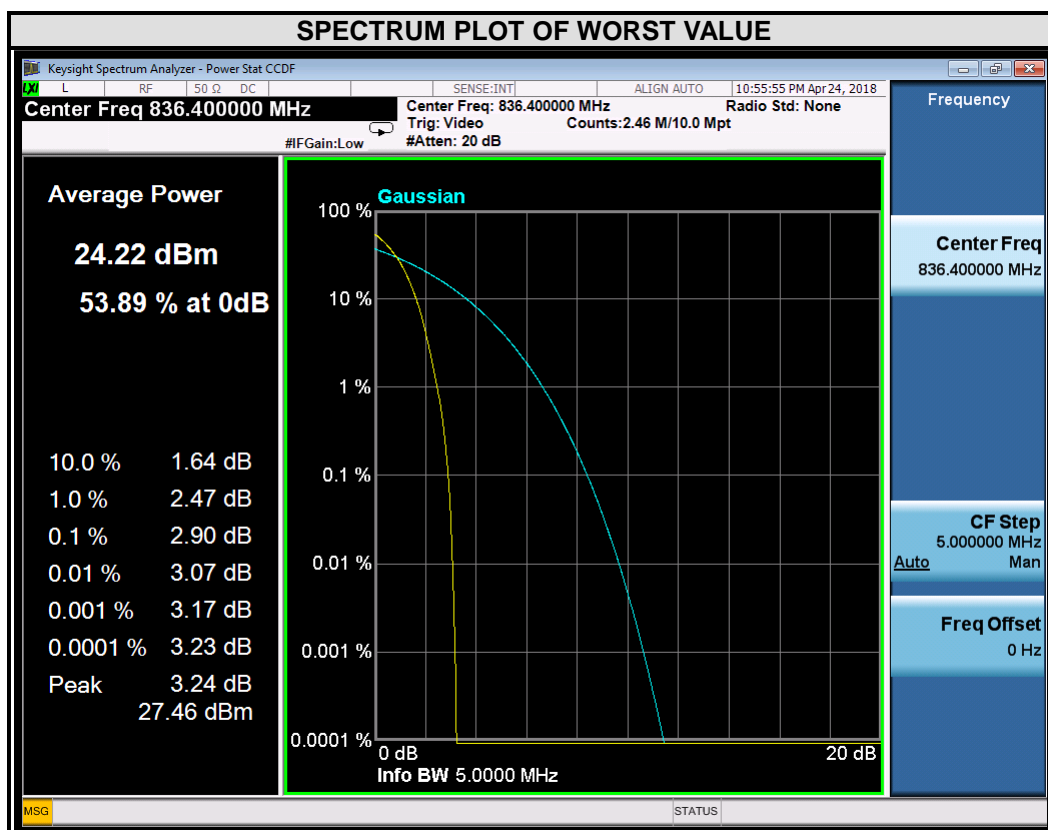 SPECTRUM PLOT OF WORST VALUE
Keysight Spectrum Analyzer - Power Stat CCDF
LXI L RF 50 Ω DC SENSE:INT ALIGN AUTO 10:55:55 PM Apr 24, 2018
Center Freq 836.400000 MHz
Center Freq: 836.400000 MHz Radio Std: None
Trig: Video Counts:2.46 M/10.0 Mpt
#IFGain:Low #Atten: 20 dB
Frequency
Average Power
24.22 dBm
53.89 % at 0dB
10.0 % 1.64 dB
1.0 % 2.47 dB
0.1 % 2.90 dB
0.01 % 3.07 dB
0.001 % 3.17 dB
0.0001 % 3.23 dB
Peak 3.24 dB
27.46 dBm
Gaussian
100 %
10 %
1 %
0.1 %
0.01 %
0.001 %
0.0001 %
0 dB 20 dB
Info BW 5.0000 MHz
Center Freq
836.400000 MHz
CF Step
5.000000 MHz
Auto Man
Freq Offset
0 Hz
MSG STATUS